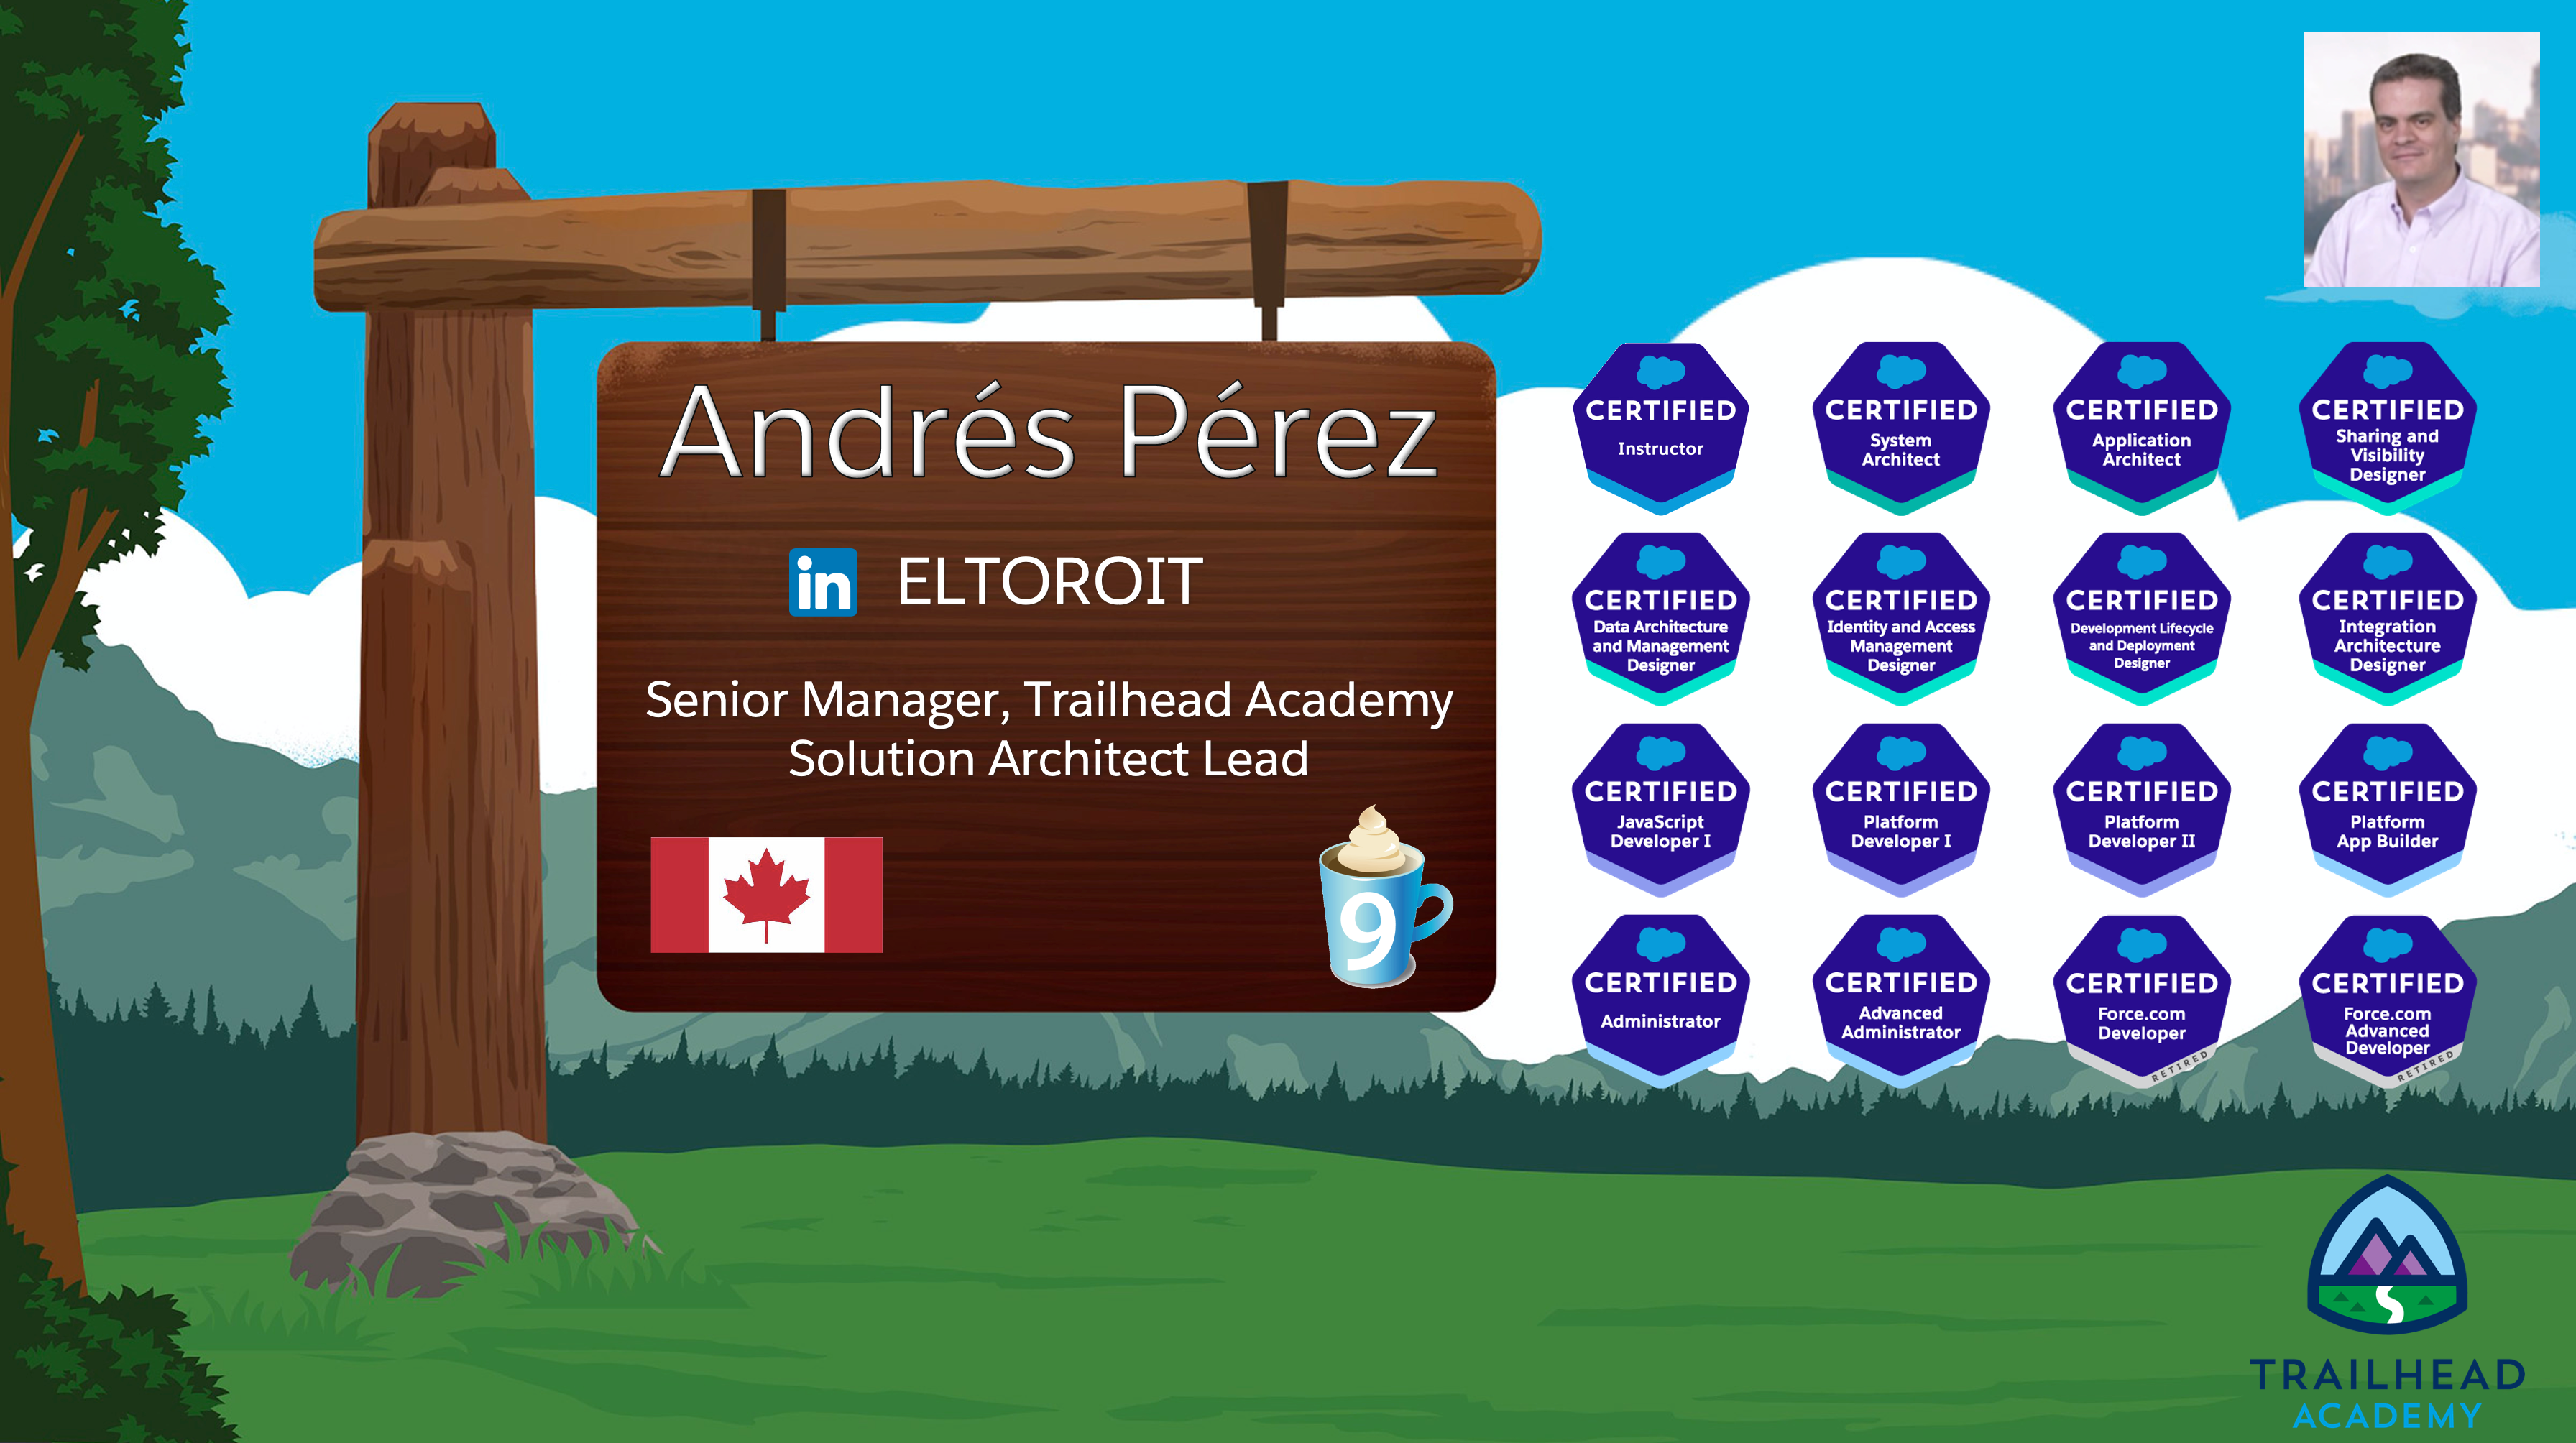 Andrés Pérez
in ELTOROIT
Senior Manager, Trailhead Academy
Solution Architect Lead
9
CERTIFIED
Instructor
CERTIFIED
System
Architect
CERTIFIED
Application
Architect
CERTIFIED
Sharing and
Visibility
Designer
CERTIFIED
Data Architecture
and Management
Designer
CERTIFIED
Identity and Access
Management
Designer
CERTIFIED
Development Lifecycle
and Deployment
Designer
CERTIFIED
Integration
Architecture
Designer
CERTIFIED
JavaScript
Developer I
CERTIFIED
Platform
Developer I
CERTIFIED
Platform
Developer II
CERTIFIED
Platform
App Builder
CERTIFIED
Administrator
CERTIFIED
Advanced
Administrator
CERTIFIED
Force.com
Developer
RETIRED
CERTIFIED
Force.com
Advanced
Developer
RETIRED
TRAILHEAD
ACADEMY